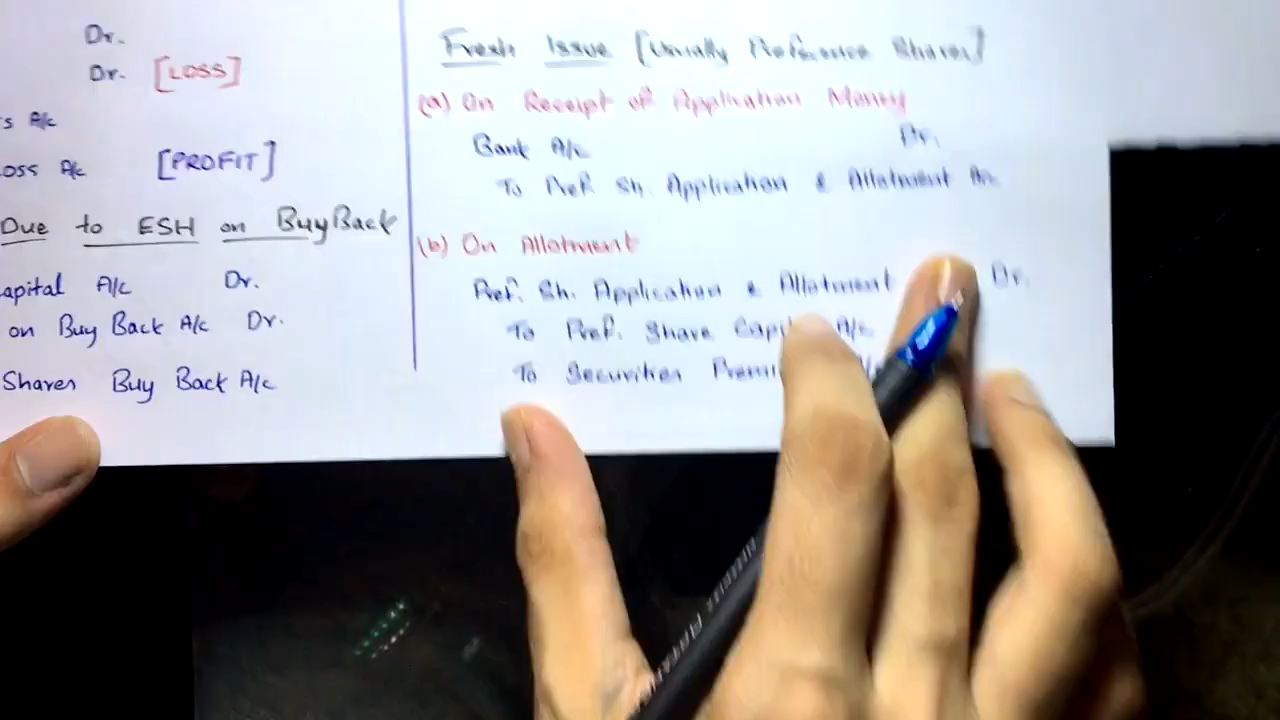 Dr.
Dr. [LOSS]
s A/c
oss A/c [PROFIT]
Due to ESH on BuyBack
apital A/c Dr.
on Buy Back A/c Dr.
Shares Buy Back A/c
Fresh Issue [Usually Preference Shares]
(a) On Receipt of Application Money
Bank A/c Dr.
To Pref. Sh. Application & Allotment A/c
(b) On Allotment
Pref. Sh. Application & Allotment Dr.
To Pref. Share Capi A/c
To Securities Premi